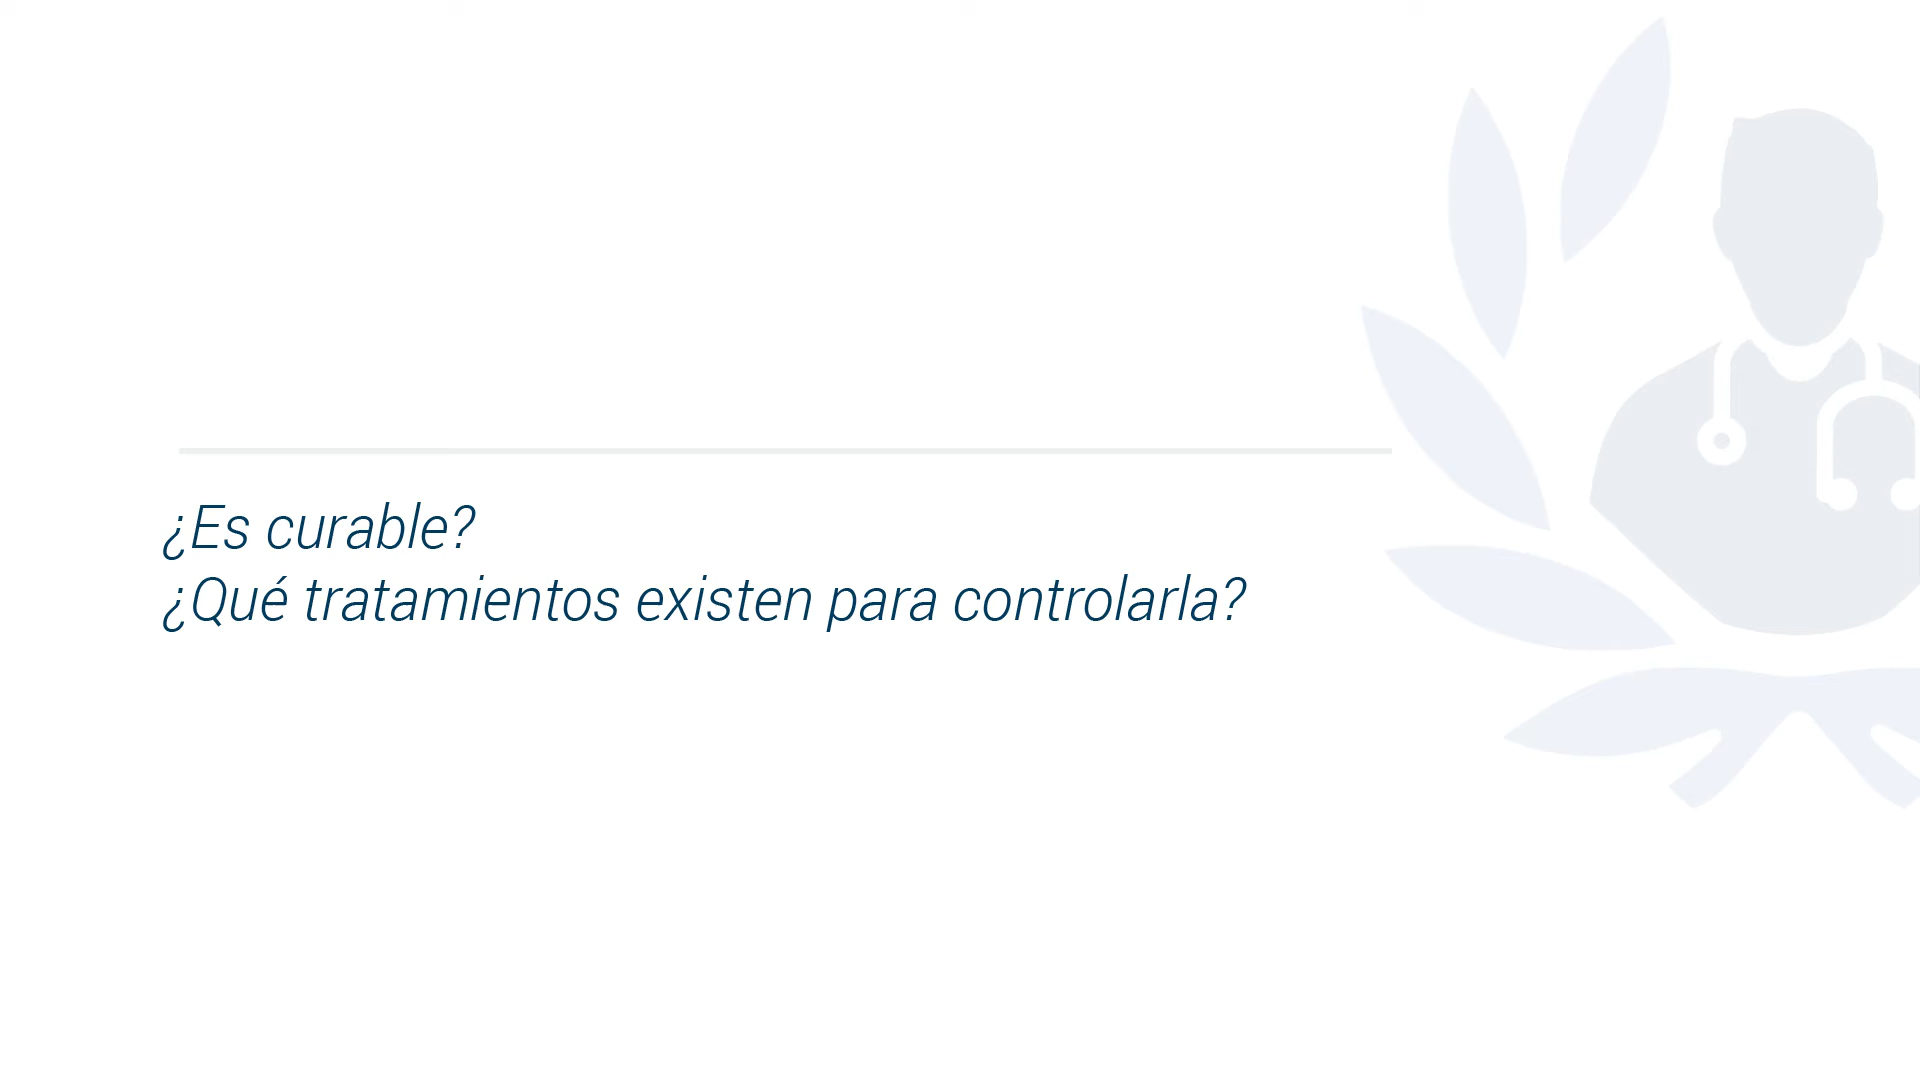 ¿Es curable?
¿Qué tratamientos existen para controlarla?